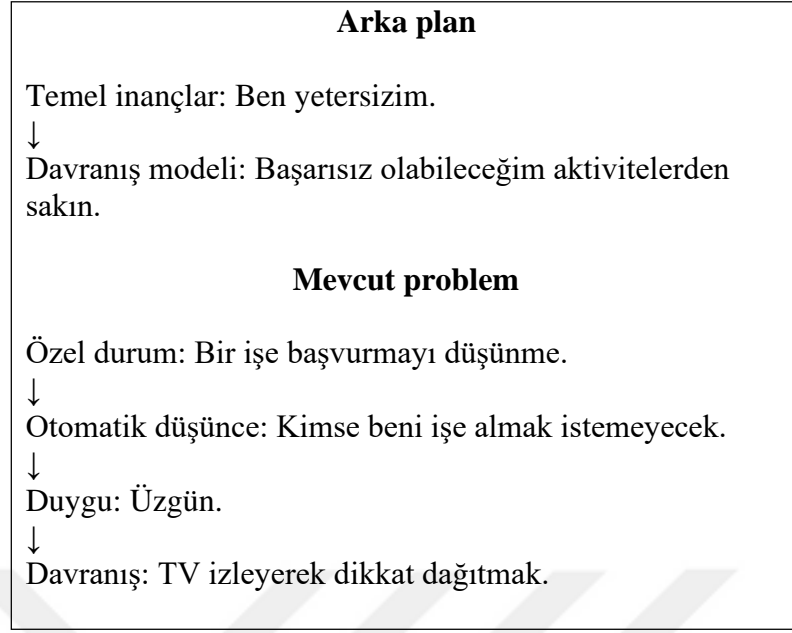 Arka plan
Temel inançlar: Ben yetersizim.
↓
Davranış modeli: Başarısız olabileceğim aktivitelerden
sakın.
Mevcut problem
Özel durum: Bir işe başvurmayı düşünme.
↓
Otomatik düşünce: Kimse beni işe almak istemeyecek.
↓
Duygu: Üzgün.
↓
Davranış: TV izleyerek dikkat dağıtmak.